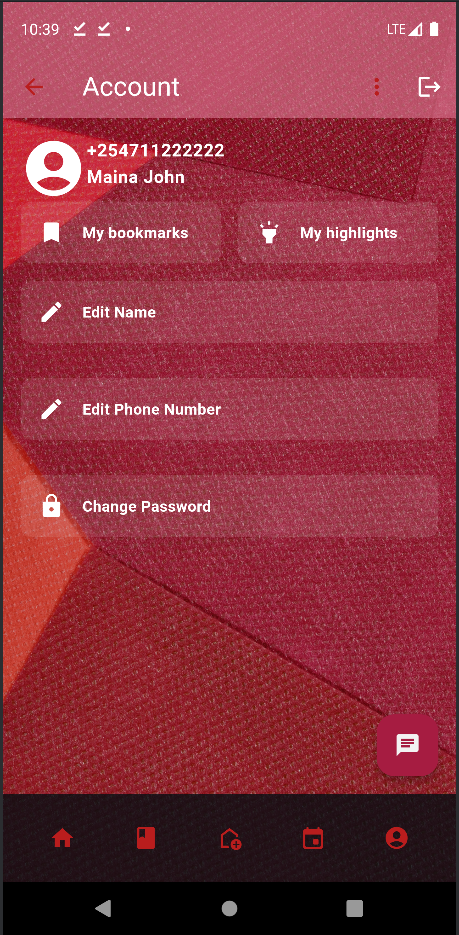 10:39 LTE
Account
+254711222222
Maina John
My bookmarks My highlights
Edit Name
Edit Phone Number
Change Password